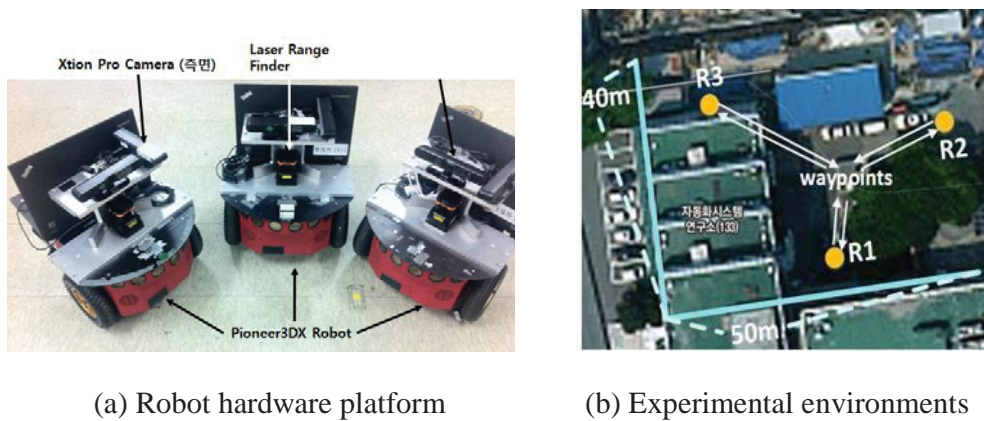 Xtion Pro Camera (측면)
Laser Range
Finder
Pioneer3DX Robot
(a) Robot hardware platform
40m
R3
R2
waypoints
자동화시스템
연구소(133)
R1
50m
(b) Experimental environments